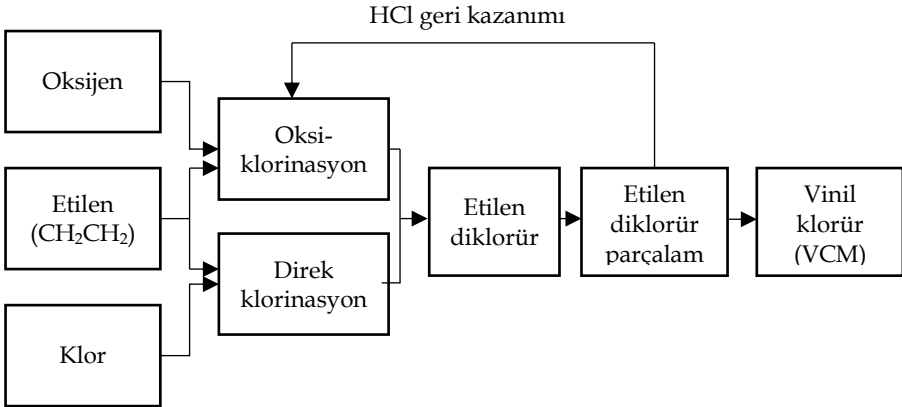 HCl geri kazanımı
Oksijen
Etilen
(CH₂CH₂)
Klor
Oksi-
klorinasyon
Direk
klorinasyon
Etilen
diklorür
Etilen
diklorür
parçalam
Vinil
klorür
(VCM)